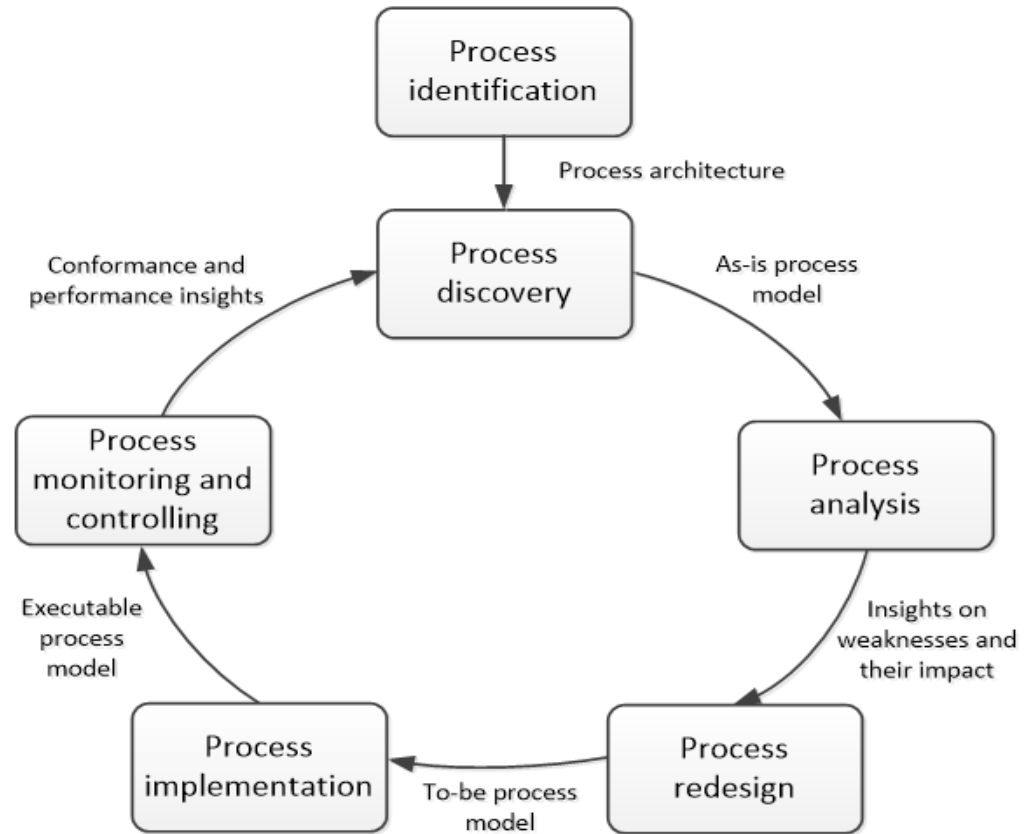 Process
identification
Process architecture
Process
discovery
As-is process
model
Process
analysis
Insights on
weaknesses and
their impact
Process
redesign
To-be process
model
Process
implementation
Executable
process
model
Process
monitoring and
controlling
Conformance and
performance insights